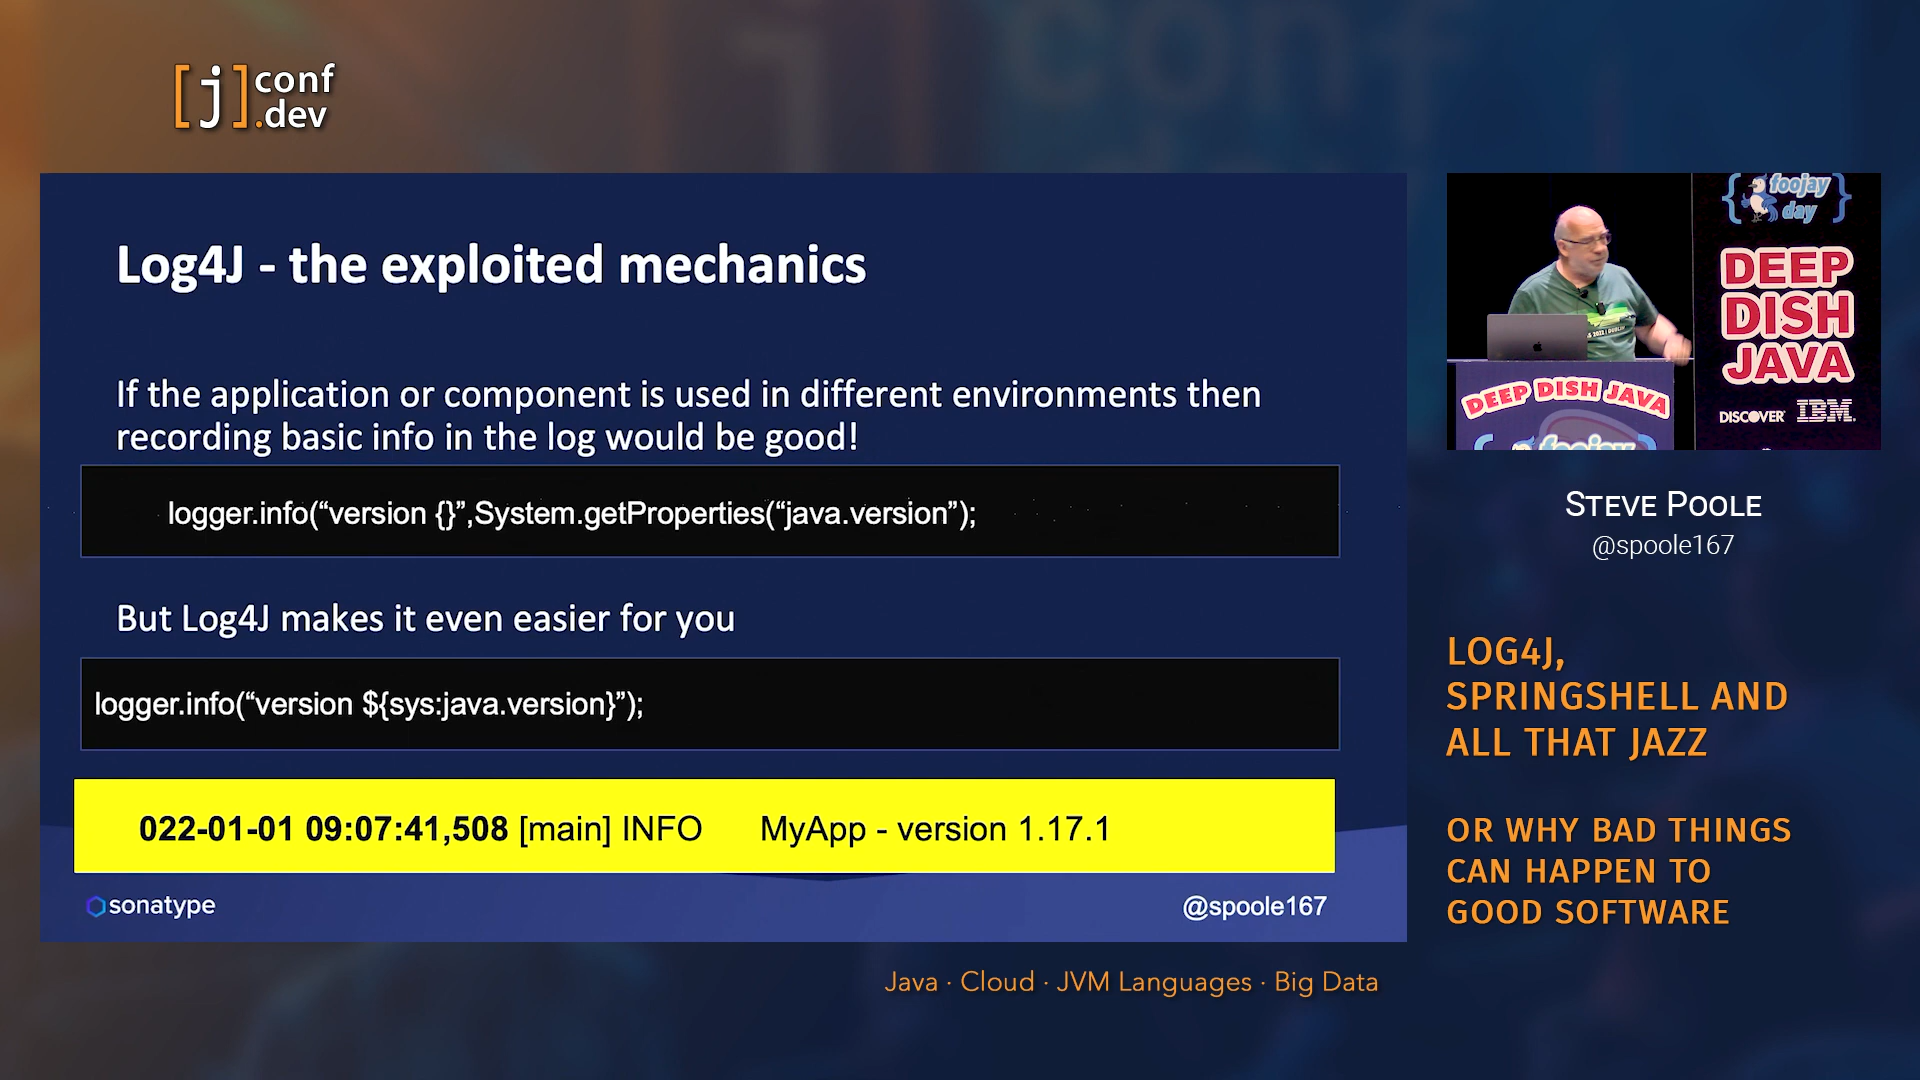 [j] conf
.dev
Log4J - the exploited mechanics
If the application or component is used in different environments then
recording basic info in the log would be good!
logger.info(“version {}”,System.getProperties(“java.version”);
But Log4J makes it even easier for you
logger.info(“version ${sys:java.version}”);
022-01-01 09:07:41,508 [main] INFO MyApp - version 1.17.1
sonatype
@spoole167
{ foojay }
day
DEEP
DISH
JAVA
DISCOVER IBM.
DEEP DISH JAVA
{ foojay
STEVE POOLE
@spoole167
LOG4J,
SPRINGSHELL AND
ALL THAT JAZZ
OR WHY BAD THINGS
CAN HAPPEN TO
GOOD SOFTWARE
Java · Cloud · JVM Languages · Big Data